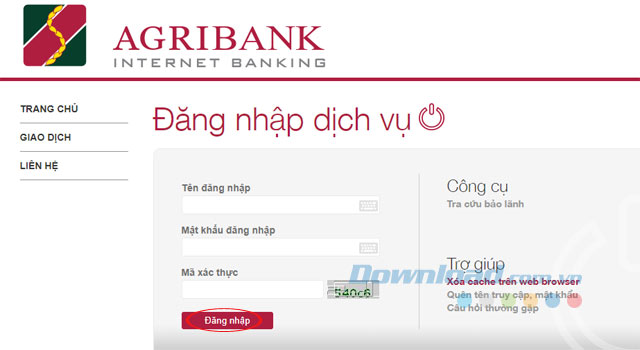 AGRIBANK
INTERNET BANKING
TRANG CHỦ
GIAO DỊCH
LIÊN HỆ
Đăng nhập dịch vụ
Tên đăng nhập
Mật khẩu đăng nhập
Mã xác thực
540c6
Đăng nhập
Công cụ
Tra cứu bảo lãnh
Trợ giúp
Download.com.vn
Xóa cache trên web browser
Quên tên truy cập, mật khẩu
Câu hỏi thường gặp